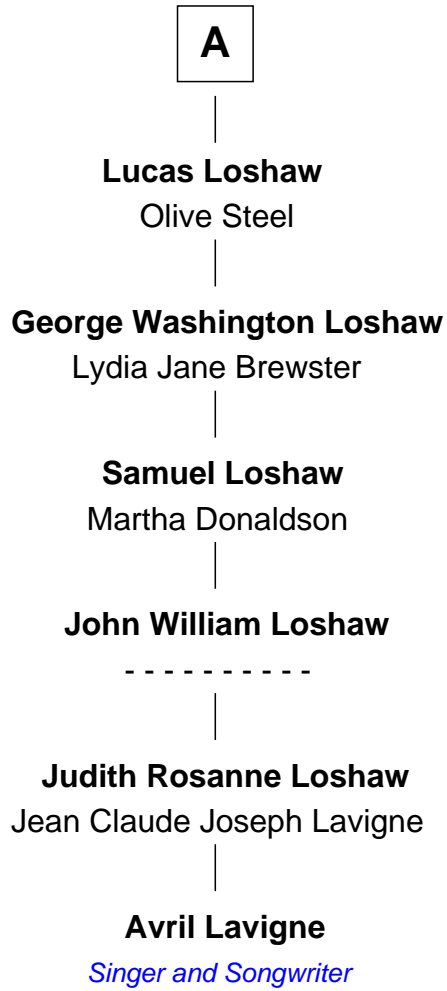 A
Lucas Loshaw
Olive Steel
George Washington Loshaw
Lydia Jane Brewster
Samuel Loshaw
Martha Donaldson
John William Loshaw
- - - - - - - - - -
Judith Rosanne Loshaw
Jean Claude Joseph Lavigne
Avril Lavigne
Singer and Songwriter